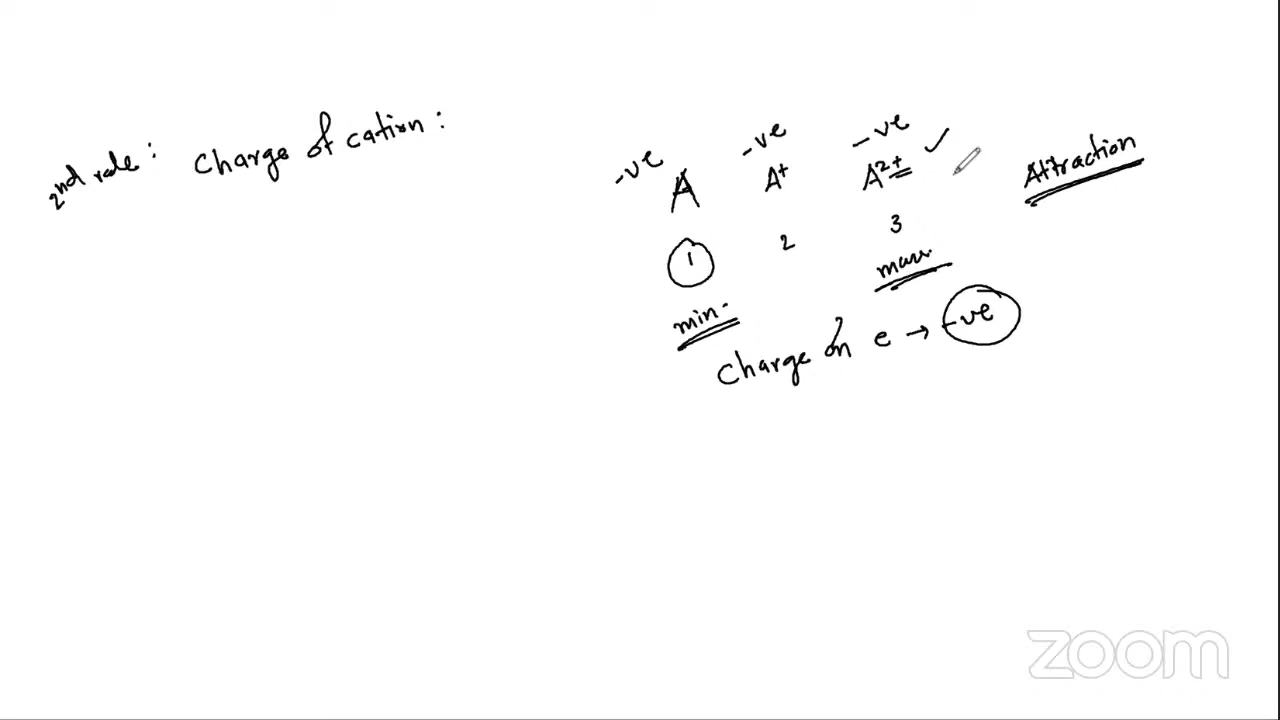 2nd rule: Charge of cation:
-ve -ve -ve
A A+ A2+ ✓ Attraction
1 2 3
min. max.
Charge on e → -ve
zoom